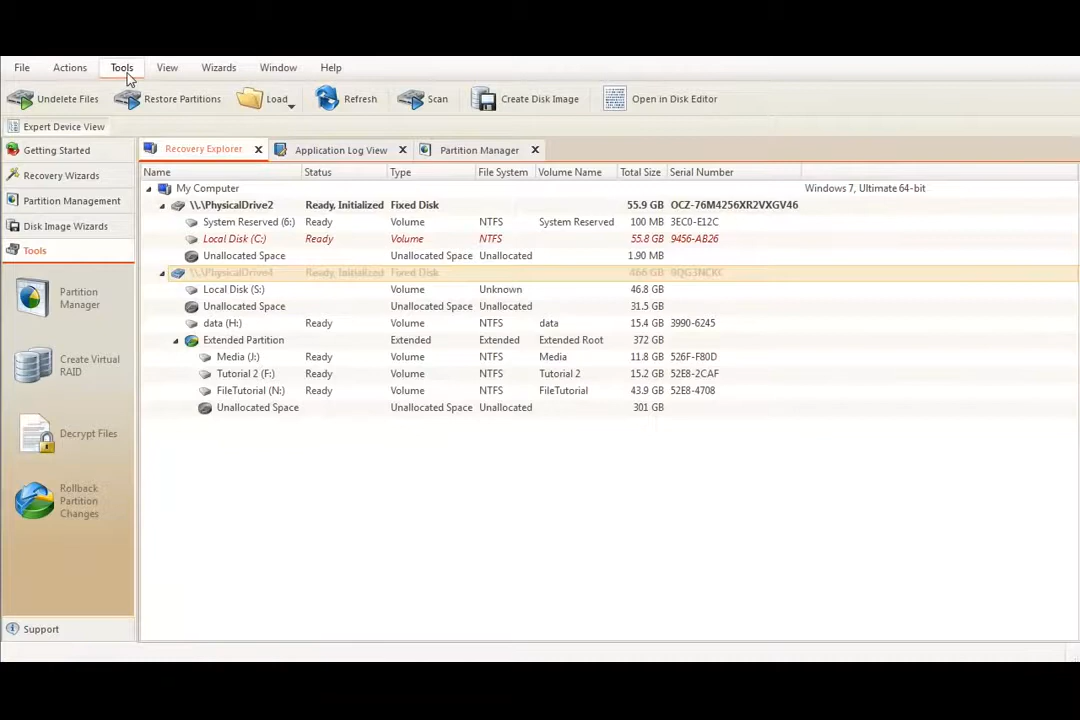 File Actions Tools View Wizards Window Help
Undelete Files Restore Partitions Load Refresh Scan Create Disk Image Open in Disk Editor
Expert Device View
Getting Started
Recovery Wizards
Partition Management
Disk Image Wizards
Tools
Partition
Manager
Create Virtual
RAID
Decrypt Files
Rollback
Partition
Changes
Support
Recovery Explorer Application Log View Partition Manager
Name Status Type File System Volume Name Total Size Serial Number
My Computer Windows 7, Ultimate 64-bit
\\.\PhysicalDrive2 Ready, Initialized Fixed Disk 55.9 GB OCZ-76M4256XR2VXGV46
System Reserved (6:) Ready Volume NTFS System Reserved 100 MB 3EC0-E12C
Local Disk (C:) Ready Volume NTFS 55.8 GB 9456-AB26
Unallocated Space Unallocated Space Unallocated 1.90 MB
\\.\PhysicalDrive4 Ready, Initialized Fixed Disk 466 GB 9QG3NCKC
Local Disk (S:) Volume Unknown 46.8 GB
Unallocated Space Unallocated Space Unallocated 31.5 GB
data (H:) Ready Volume NTFS data 15.4 GB 3990-6245
Extended Partition Extended Extended Extended Root 372 GB
Media (J:) Ready Volume NTFS Media 11.8 GB 526F-F80D
Tutorial 2 (F:) Ready Volume NTFS Tutorial 2 15.2 GB 52E8-2CAF
FileTutorial (N:) Ready Volume NTFS FileTutorial 43.9 GB 52E8-4708
Unallocated Space Unallocated Space Unallocated 301 GB